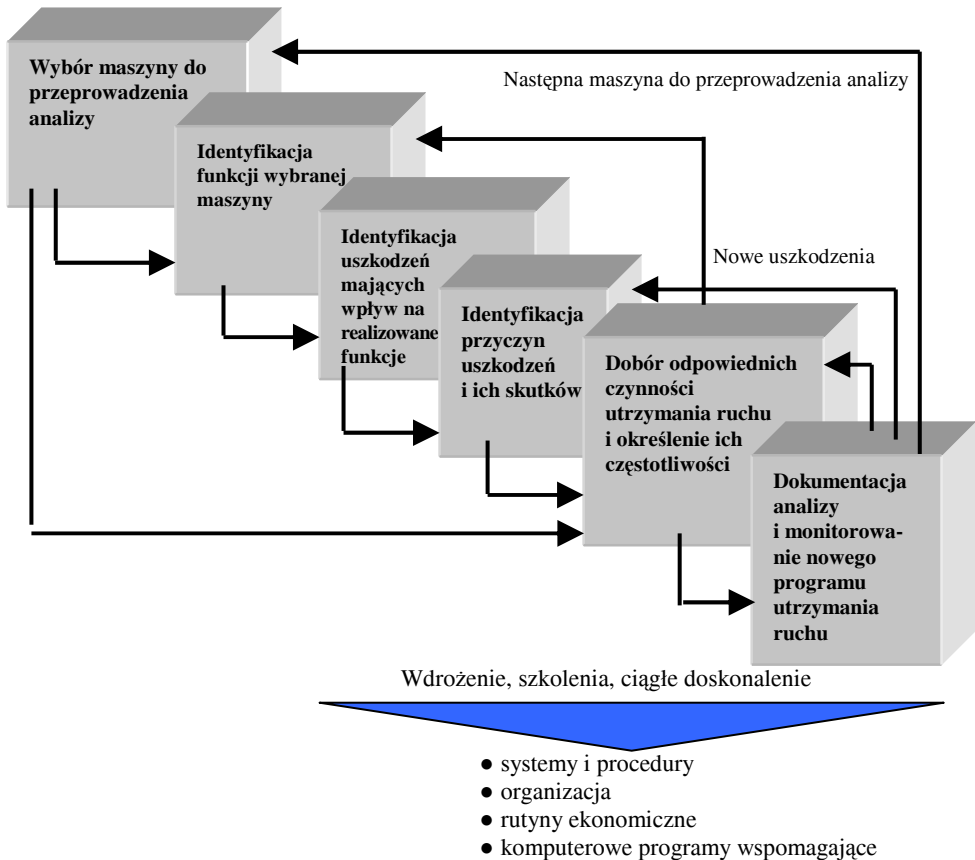 Wybór maszyny do
przeprowadzenia
analizy
Następna maszyna do przeprowadzenia analizy
Identyfikacja
funkcji wybranej
maszyny
Identyfikacja
uszkodzeń
mających
wpływ na
realizowane
funkcje
Nowe uszkodzenia
Identyfikacja
przyczyn
uszkodzeń
i ich skutków
Dobór odpowiednich
czynności
utrzymania ruchu
i określenie ich
częstotliwości
Dokumentacja
analizy
i monitorowa-
nie nowego
programu
utrzymania
ruchu
Wdrożenie, szkolenia, ciągłe doskonalenie
● systemy i procedury
● organizacja
● rutyny ekonomiczne
● komputerowe programy wspomagające